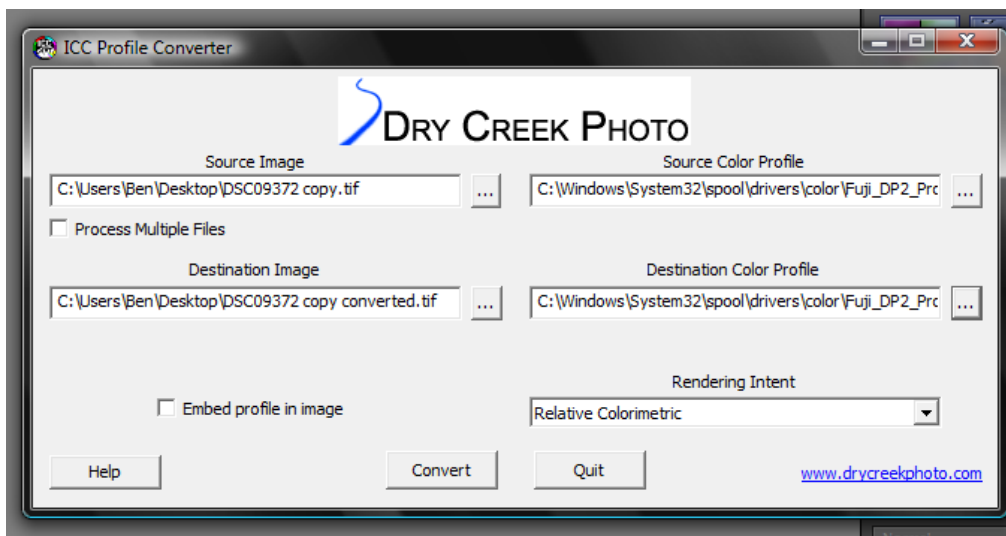 ICC Profile Converter
DRY CREEK PHOTO
Source Image
Source Color Profile
C:\Users\Ben\Desktop\DSC09372 copy.tif
...
C:\Windows\System32\spool\drivers\color\Fuji_DP2_Pro
...
Process Multiple Files
Destination Image
Destination Color Profile
C:\Users\Ben\Desktop\DSC09372 copy converted.tif
...
C:\Windows\System32\spool\drivers\color\Fuji_DP2_Pro
...
Rendering Intent
Embed profile in image
Relative Colorimetric
Help
Convert
Quit
www.drycreekphoto.com